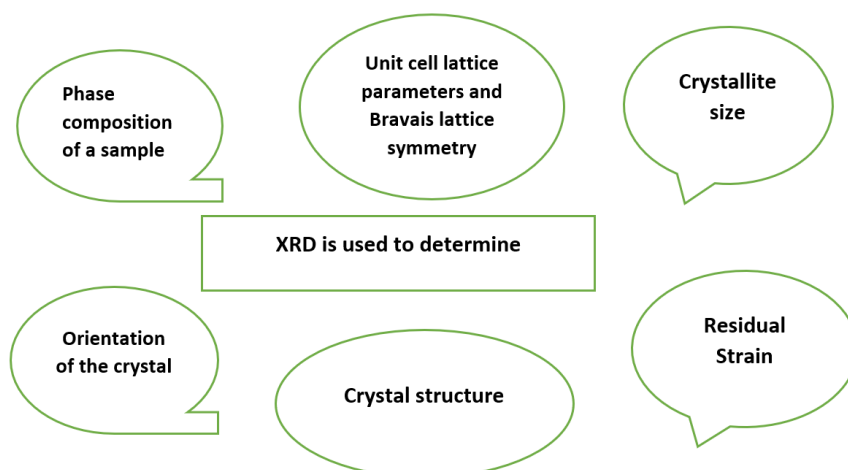 Phase
composition
of a sample
Unit cell lattice
parameters and
Bravais lattice
symmetry
Crystallite
size
XRD is used to determine
Orientation
of the crystal
Crystal structure
Residual
Strain